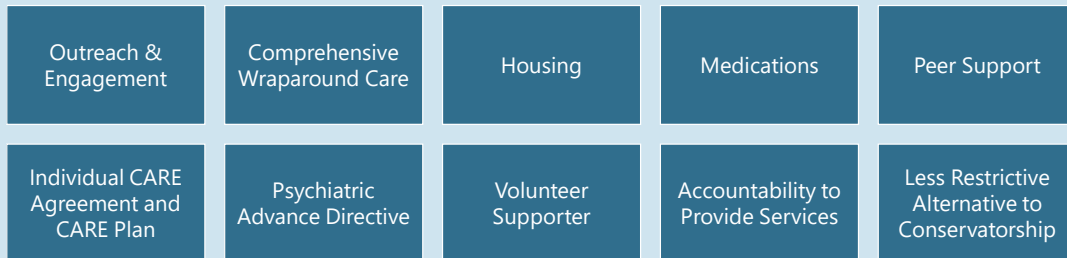 Outreach &
Engagement
Comprehensive
Wraparound Care
Housing
Medications
Peer Support
Individual CARE
Agreement and
CARE Plan
Psychiatric
Advance Directive
Volunteer
Supporter
Accountability to
Provide Services
Less Restrictive
Alternative to
Conservatorship